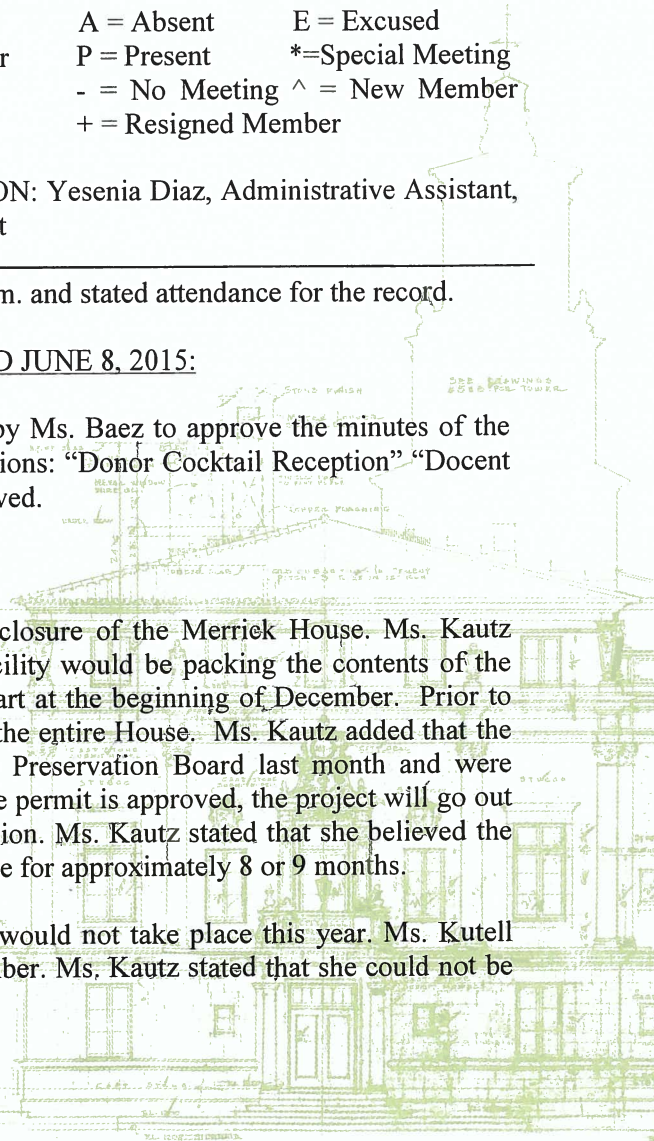 A = Absent E = Excused
r P = Present *=Special Meeting
- = No Meeting ^ = New Member
+ = Resigned Member
ON: Yesenia Diaz, Administrative Assistant,
t
m. and stated attendance for the record.
D JUNE 8, 2015:
by Ms. Baez to approve the minutes of the
ions: “Donor Cocktail Reception” “Docent
ved.
closure of the Merrick House. Ms. Kautz
cility would be packing the contents of the
art at the beginning of December. Prior to
the entire House. Ms. Kautz added that the
Preservation Board last month and were
e permit is approved, the project will go out
ion. Ms. Kautz stated that she believed the
e for approximately 8 or 9 months.
would not take place this year. Ms. Kutell
ber. Ms. Kautz stated that she could not be